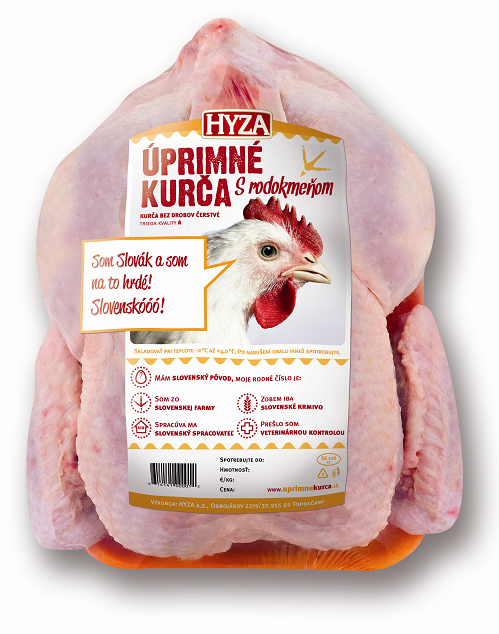 HYZA
ÚPRIMNÉ
KURČA S rodokmeňom
KURČA BEZ DROBOV ČERSTVÉ
TRIEDA KVALITY A
Som Slovák a som
na to hrdé!
Slovenskóóó!
SKLADOVAŤ PRI TEPLOTE: -2°C AŽ +4,0°C, PO NARUŠENÍ OBALU IHNEĎ SPOTREBUJTE.
MÁM SLOVENSKÝ PÔVOD, MOJE RODNÉ ČÍSLO JE:
SOM ZO
SLOVENSKEJ FARMY
ZOBEM IBA
SLOVENSKÉ KRMIVO
SPRACÚVA MA
SLOVENSKÝ SPRACOVATEĽ
PREŠLO SOM
VETERINÁRNOU KONTROLOU
SPOTREBUJTE DO:
HMOTNOSŤ:
€/KG:
CENA:
www.uprimnekurca.sk
VÝROBCA: HYZA A.S., ODBOJÁROV 2279/37, 955 92 TOPOĽČANY